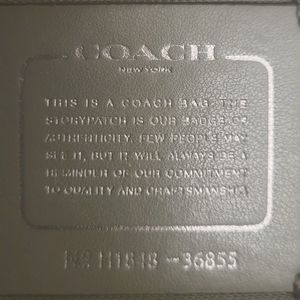 COACH
NEW YORK
THIS IS A COACH BAG. THE
STORYPATCH IS OUR BADGE OF
AUTHENTICITY. FEW PEOPLE MAY
SEE IT, BUT IT WILL ALWAYS BE A
REMINDER OF OUR COMMITMENT
TO QUALITY AND CRAFTSMANSHIP.
-36855